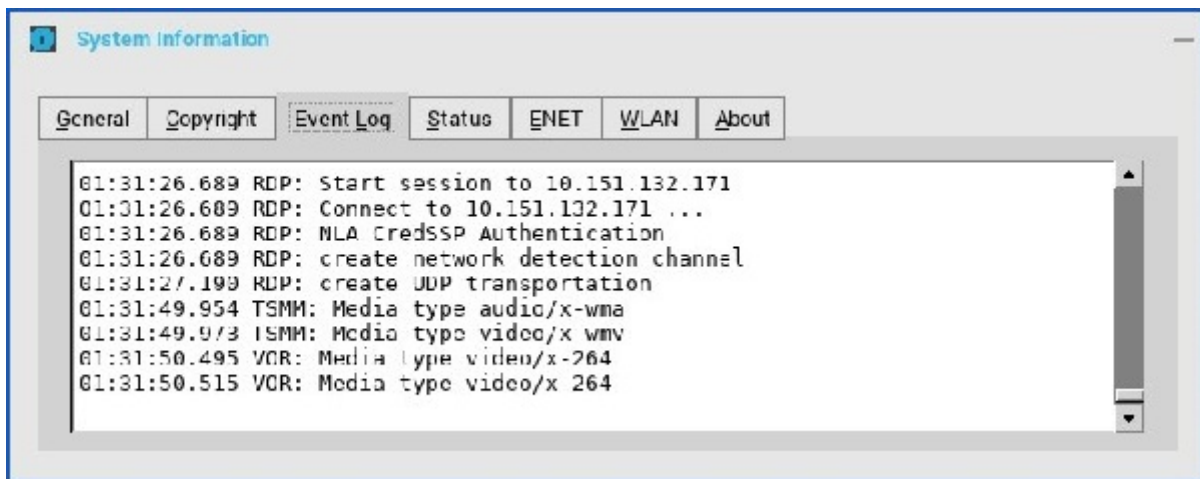 System Information
General Copyright Event Log Status ENET WLAN About
01:31:26.689 RDP: Start session to 10.151.132.171
01:31:26.689 RDP: Connect to 10.151.132.171 ...
01:31:26.689 RDP: NLA CredSSP Authentication
01:31:26.689 RDP: create network detection channel
01:31:27.199 RDP: create UDP transportation
01:31:49.954 TSMM: Media type audio/x-wma
01:31:49.973 TSMM: Media type video/x-wmv
01:31:50.495 VOR: Media type video/x-264
01:31:50.515 VOR: Media type video/x-264